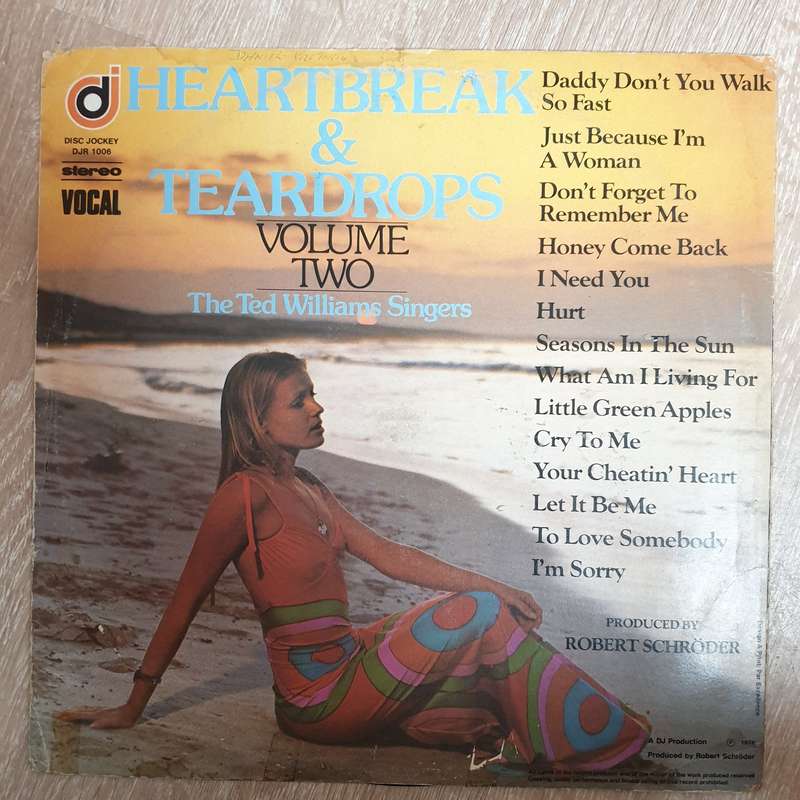 dj
DISC JOCKEY
DJR 1006
stereo
VOCAL
HEARTBREAK
&
TEARDROPS
VOLUME
TWO
The Ted Williams Singers
Daddy Don't You Walk
So Fast
Just Because I'm
A Woman
Don't Forget To
Remember Me
Honey Come Back
I Need You
Hurt
Seasons In The Sun
What Am I Living For
Little Green Apples
Cry To Me
Your Cheatin' Heart
Let It Be Me
To Love Somebody
I'm Sorry
PRODUCED BY
ROBERT SCHRÖDER
A DJ Production
Produced by Robert Schröder